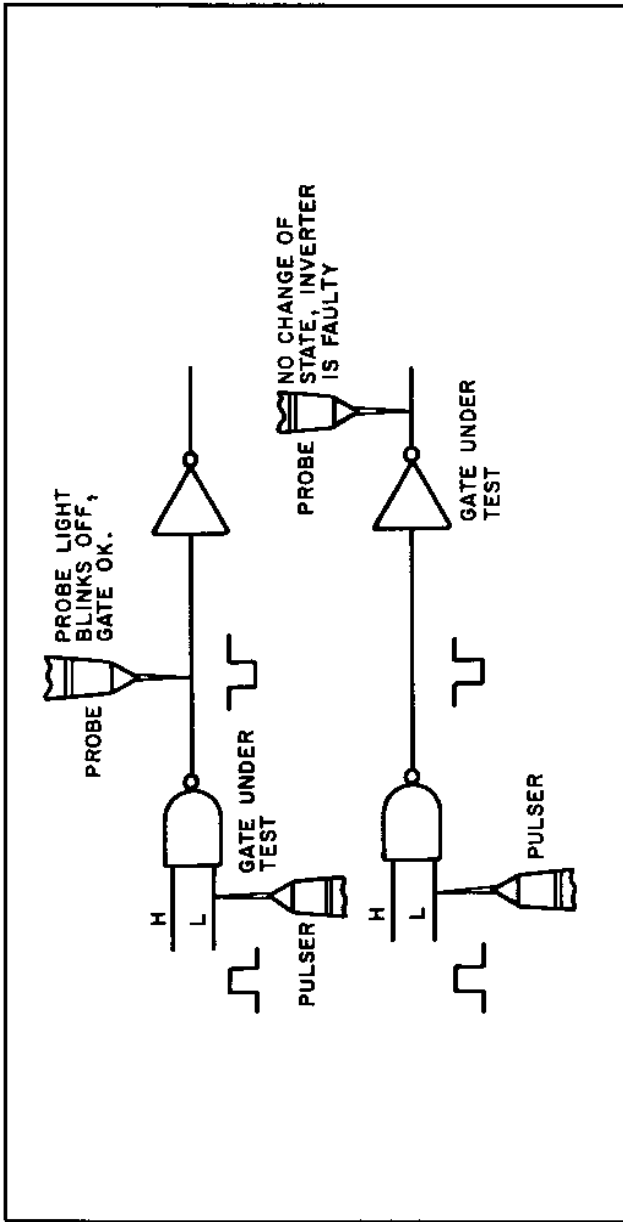 PROBE LIGHT
BLINKS OFF,
GATE OK.
PROBE
H
L
GATE UNDER
TEST
PULSER
NO CHANGE OF
STATE, INVERTER
IS FAULTY
PROBE
H
L
GATE UNDER
TEST
PULSER